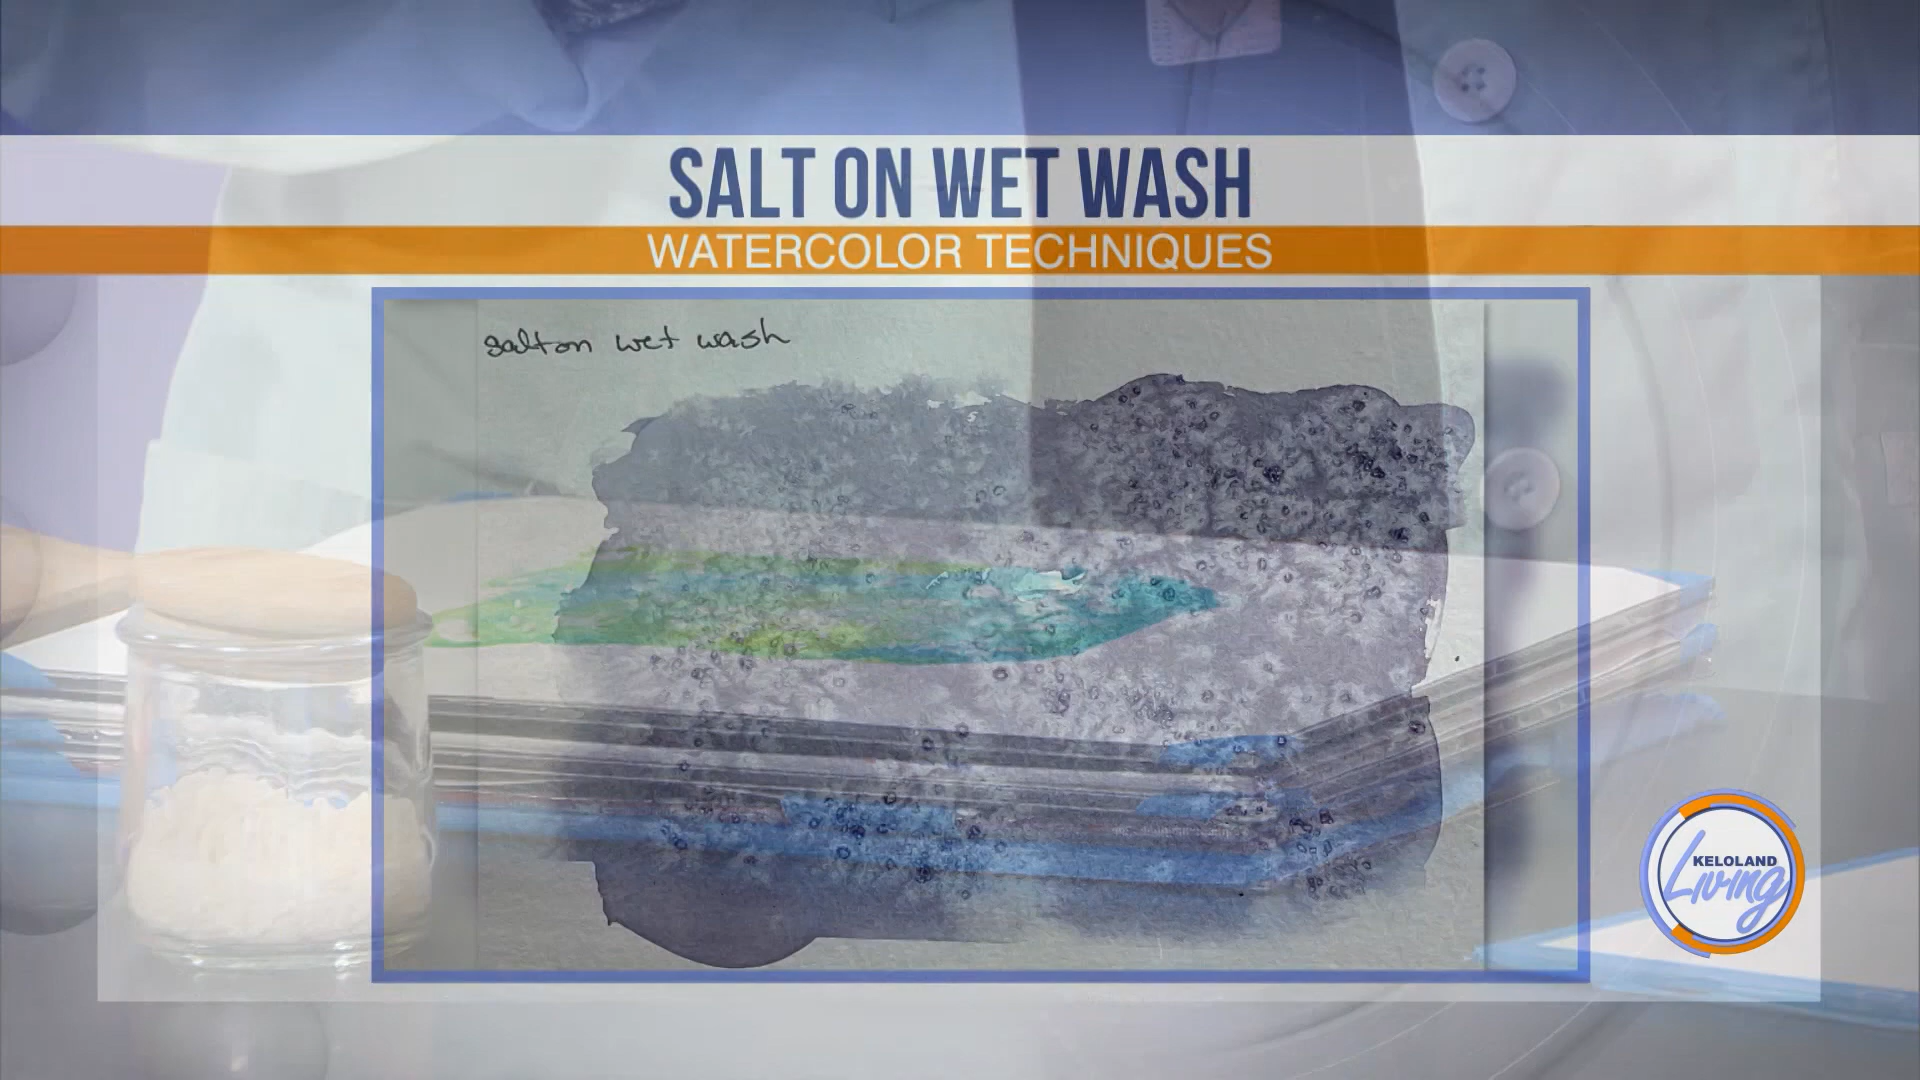 SALT ON WET WASH
WATERCOLOR TECHNIQUES
salt on wet wash
KELOLAND
Living